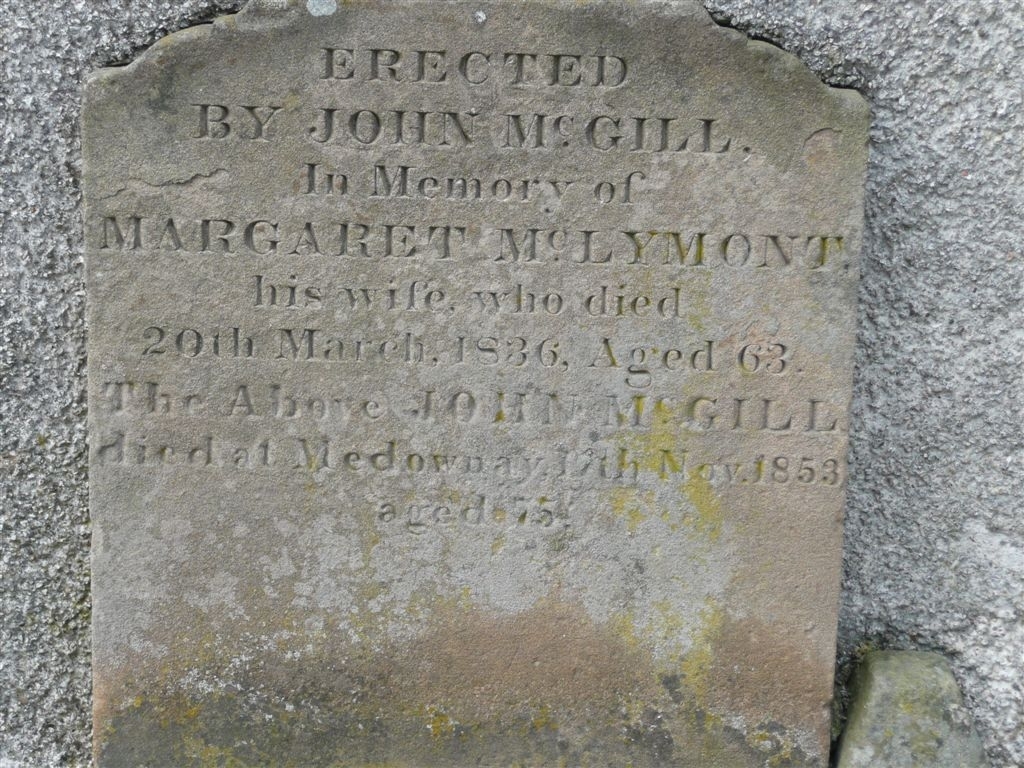 ERECTED
BY JOHN McGILL.
In Memory of
MARGARET McLYMONT,
his wife, who died
20th March, 1836, Aged 63.
The Above JOHN McGILL
died at Medownay, 17th Nov. 1853,
aged 75.